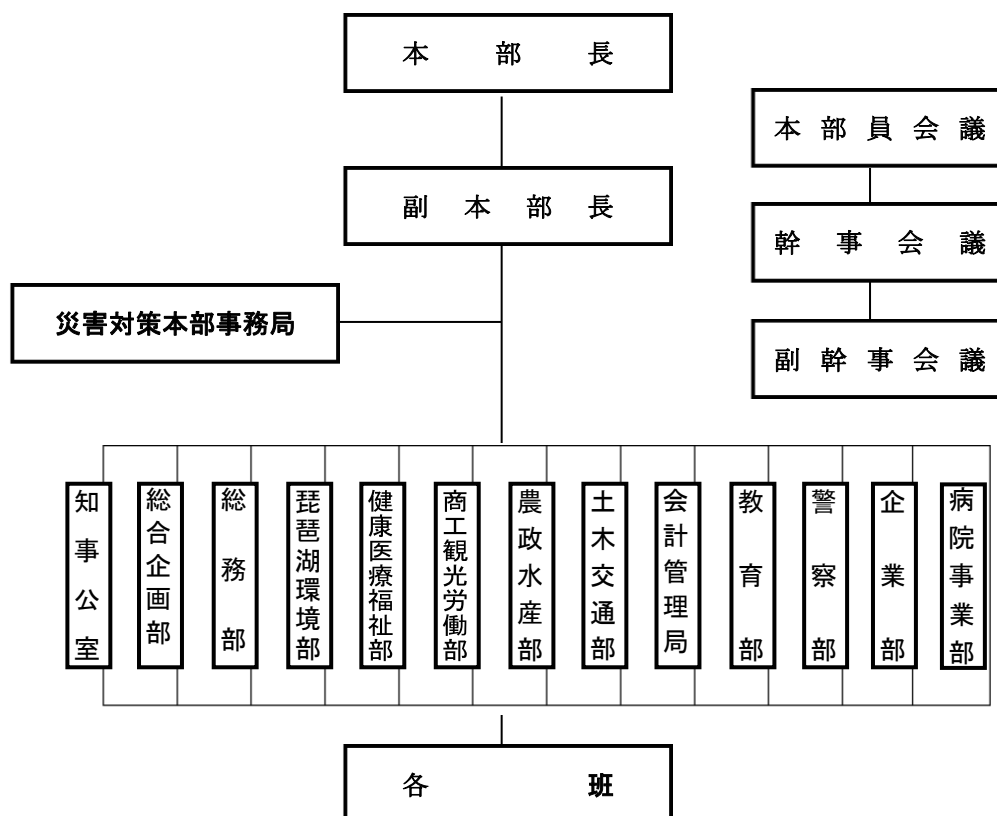 本部長
副本部長
災害対策本部事務局
本部員会議
幹事会議
副幹事会議
知事公室
総合企画部
総務部
琵琶湖環境部
健康医療福祉部
商工観光労働部
農政水産部
土木交通部
会計管理局
教育部
警察部
企業部
病院事業部
各班